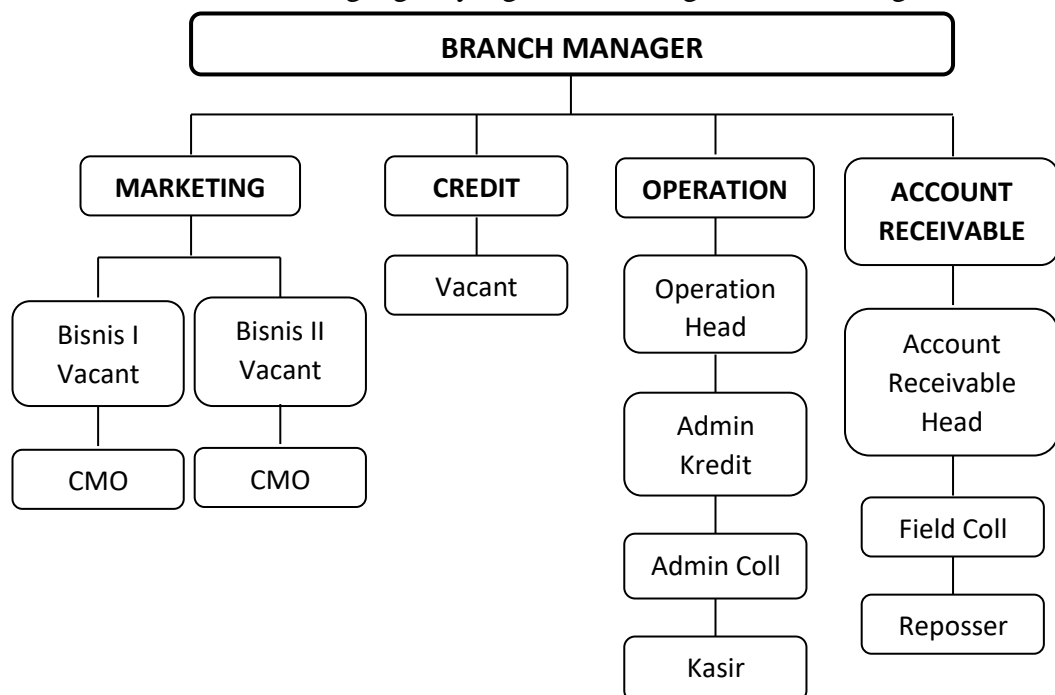 BRANCH MANAGER
MARKETING
CREDIT
OPERATION
ACCOUNT
RECEIVABLE
Bisnis I
Vacant
Bisnis II
Vacant
CMO
CMO
Vacant
Operation
Head
Admin
Kredit
Admin Coll
Kasir
Account
Receivable
Head
Field Coll
Reposser